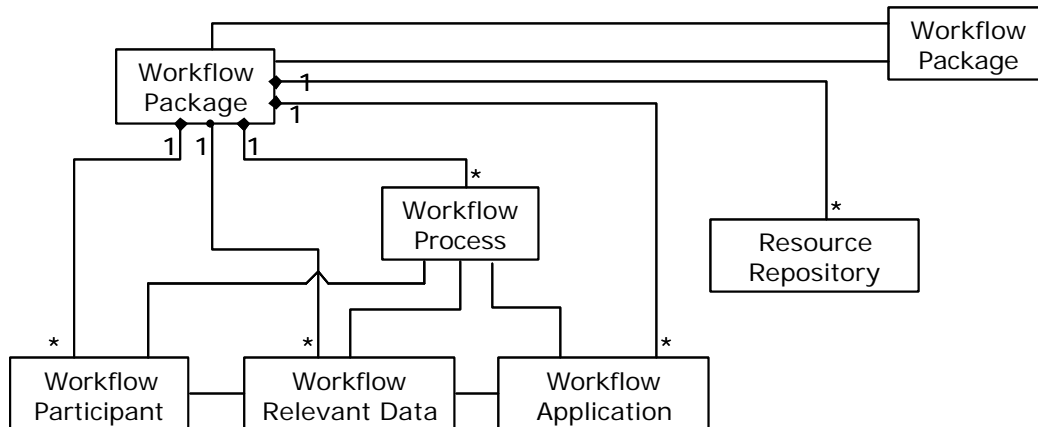 Workflow
Package
Workflow
Package
1
1
1 1 1
*
Workflow
Process
*
Resource
Repository
* * *
Workflow
Participant
Workflow
Relevant Data
Workflow
Application